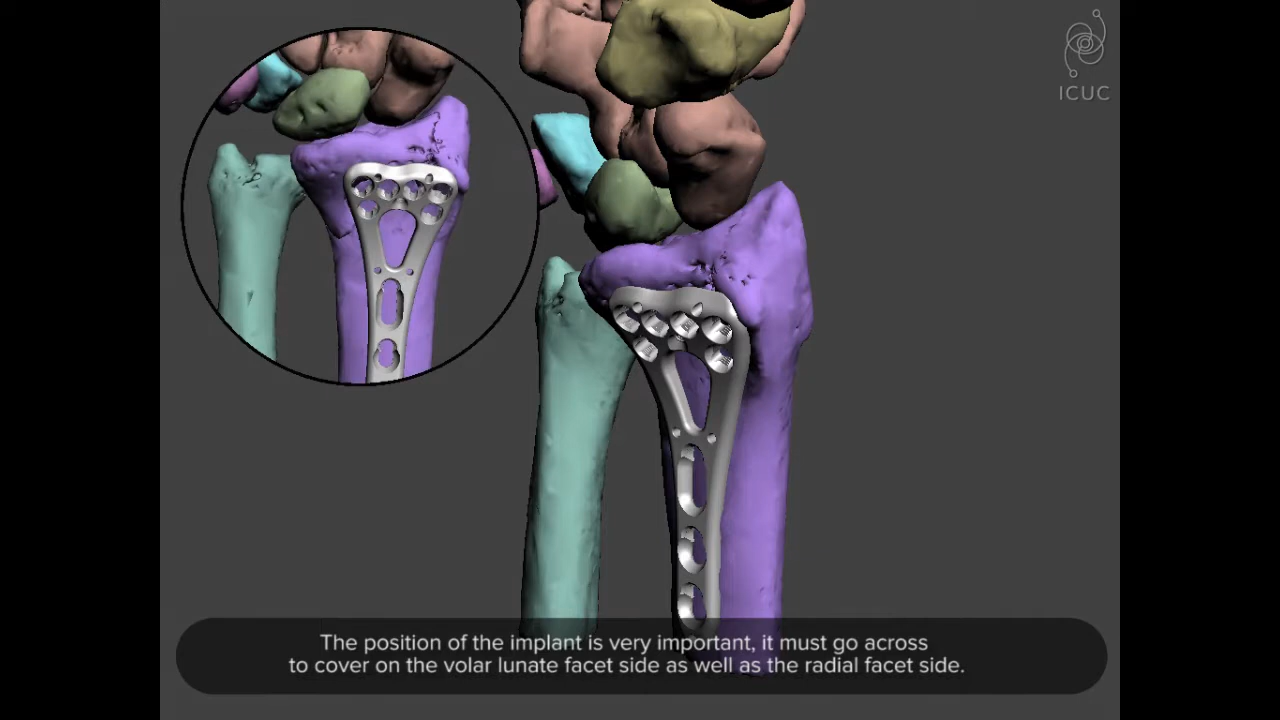 ICUC
The position of the implant is very important, it must go across
to cover on the volar lunate facet side as well as the radial facet side.